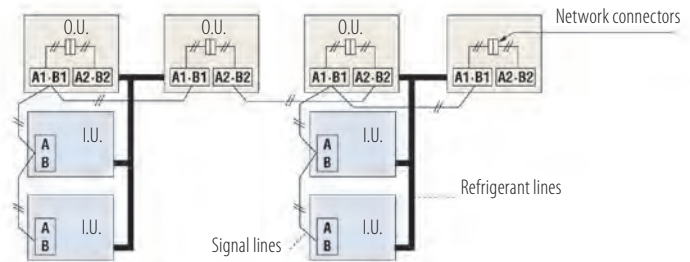 Network connectors
O.U.
O.U.
O.U.
A1·B1 A2·B2
A1·B1 A2·B2
A1·B1 A2·B2
A1·B1 A2·B2
A
B
I.U.
A
B
I.U.
Refrigerant lines
A
B
I.U.
A
B
I.U.
Signal lines